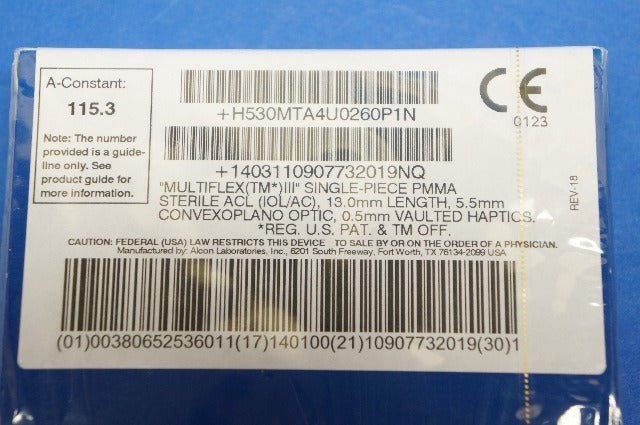 A-Constant:
115.3
Note: The number
provided is a guide-
line only. See
product guide for
more information.
+H530MTA4U0260P1N
CE
0123
+1403110907732019NQ
"MULTIFLEX(TM*)III" SINGLE-PIECE PMMA
STERILE ACL (IOL/AC), 13.0mm LENGTH, 5.5mm
CONVEXOPLANO OPTIC, 0.5mm VAULTED HAPTICS.
*REG. U.S. PAT. & TM OFF.
CAUTION: FEDERAL (USA) LAW RESTRICTS THIS DEVICE TO SALE BY OR ON THE ORDER OF A PHYSICIAN.
Manufactured by: Alcon Laboratories, Inc., 6201 South Freeway, Fort Worth, TX 76134-2099 USA
REV-18
(01)00380652536011(17)140100(21)10907732019(30)1